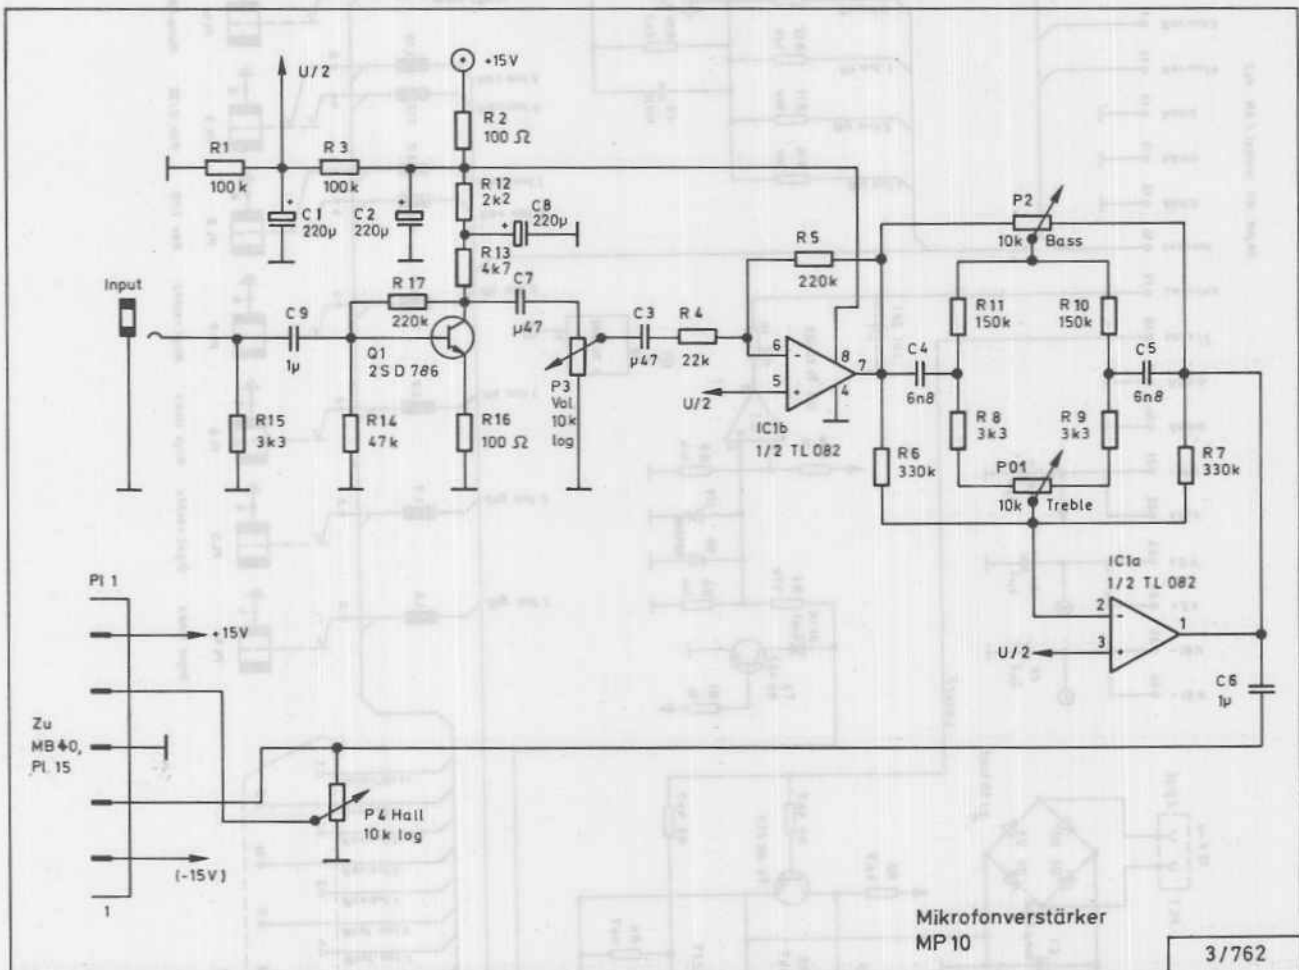 U/2
+15V
R2
100 Ω
R1
100k
R3
100k
R12
2k2
C1
220µ
C2
220µ
C8
220µ
R13
4k7
P2
10k
Bass
R5
220k
Input
R17
220k
C7
µ47
C9
1µ
Q1
2SD786
C3
µ47
R4
22k
P3
Vol.
10k
log
U/2
6
5
8
4
7
IC1b
1/2 TL 082
C4
6n8
R11
150k
R10
150k
C5
6n8
R15
3k3
R14
47k
R16
100 Ω
R6
330k
R8
3k3
R9
3k3
R7
330k
P01
10k
Treble
IC1a
1/2 TL 082
2
3
1
U/2
C6
1µ
Pl 1
+15V
Zu
MB40,
Pl. 15
P4 Hall
10k log
(-15V)
1
Mikrofonverstärker
MP 10
3/762